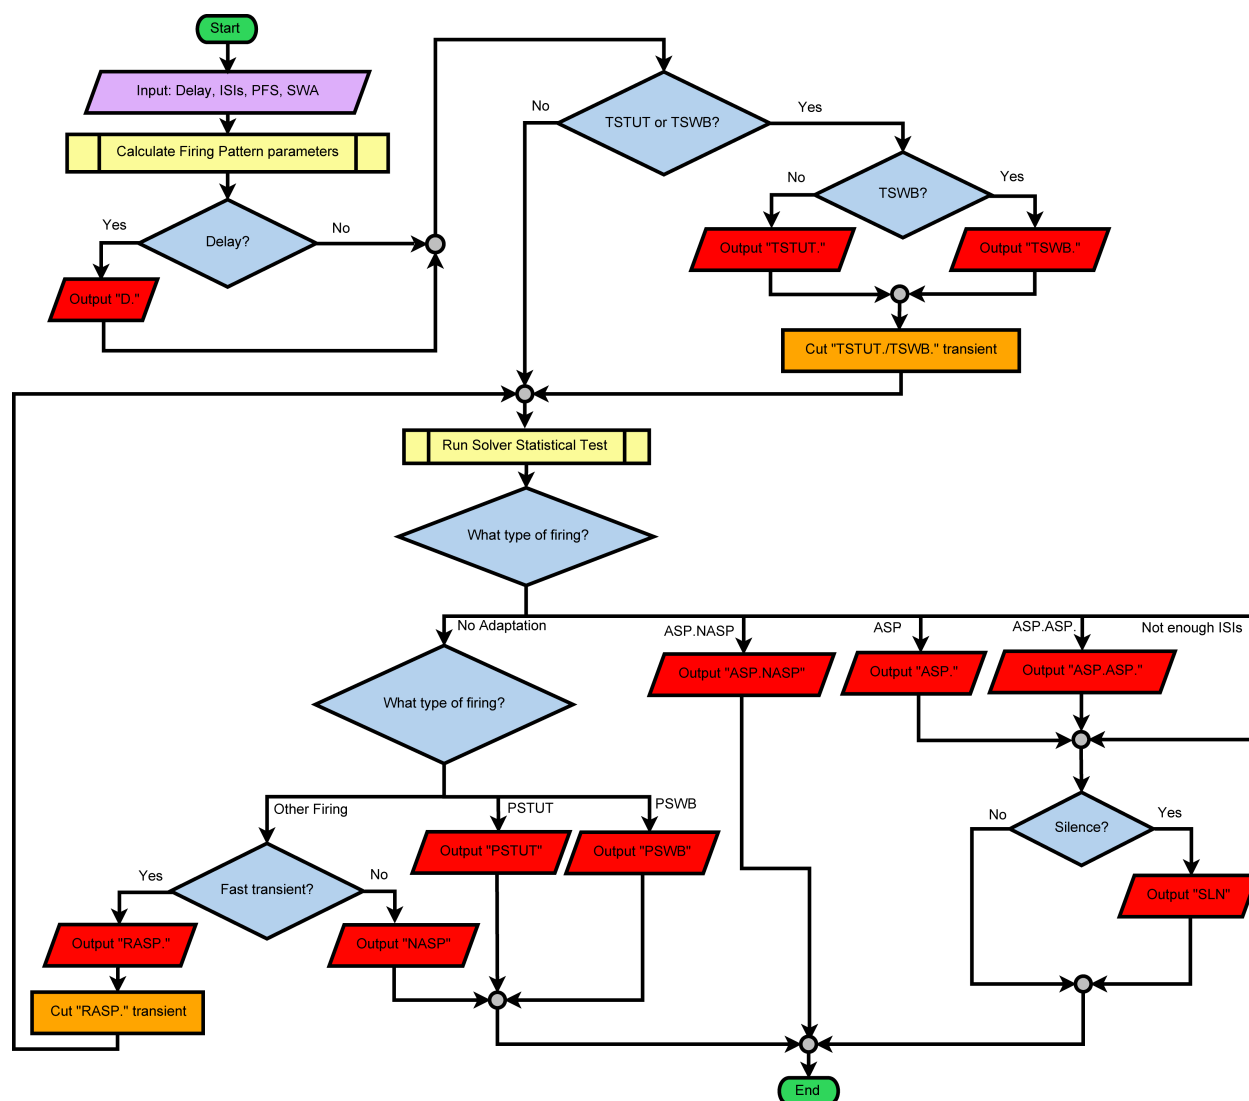 Start
Input: Delay, ISIs, PFS, SWA
Calculate Firing Pattern parameters
Delay?
Yes
No
Output "D."
TSTUT or TSWB?
No
Yes
TSWB?
No
Yes
Output "TSTUT."
Output "TSWB."
Cut "TSTUT./TSWB." transient
Run Solver Statistical Test
What type of firing?
No Adaptation
ASP.NASP
ASP
ASP.ASP.
Not enough ISIs
Output "ASP.NASP"
Output "ASP."
Output "ASP.ASP."
What type of firing?
Other Firing
PSTUT
PSWB
Output "PSTUT"
Output "PSWB"
Silence?
No
Yes
Output "SLN"
Fast transient?
Yes
No
Output "RASP."
Output "NASP"
Cut "RASP." transient
End